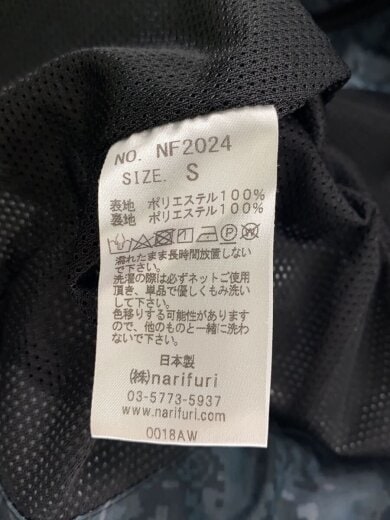 NO. NF2024
SIZE. S
表地 ポリエステル100%
裏地 ポリエステル100%
濡れたまま長時間放置しない
で下さい。
洗濯の際は必ずネットご使用
頂き、単品で優しくもみ洗い
して下さい。
色移りする可能性があります
ので、他のものと一緒に洗わ
ないで下さい。
日本製
(株)narifuri
03-5773-5937
www.narifuri.com
0018AW